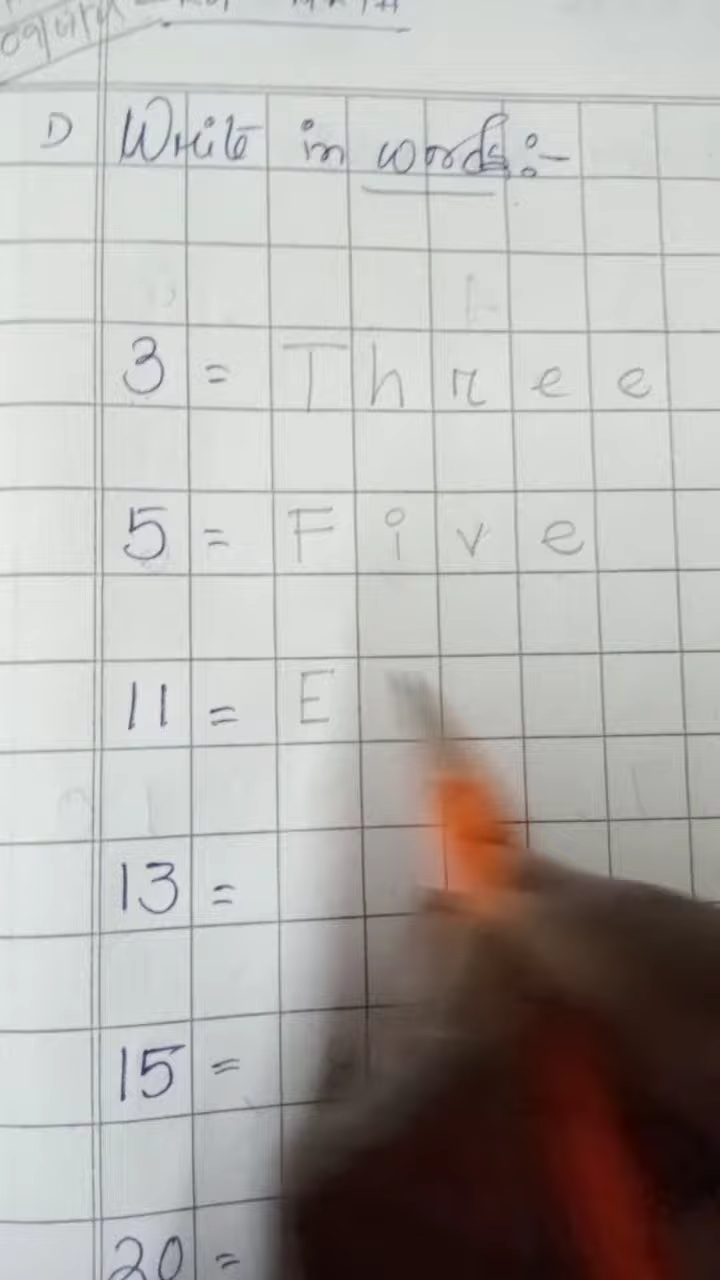 D Write in words:-
3 = Three
5 = Five
11 = E
13 =
15 =
20 =